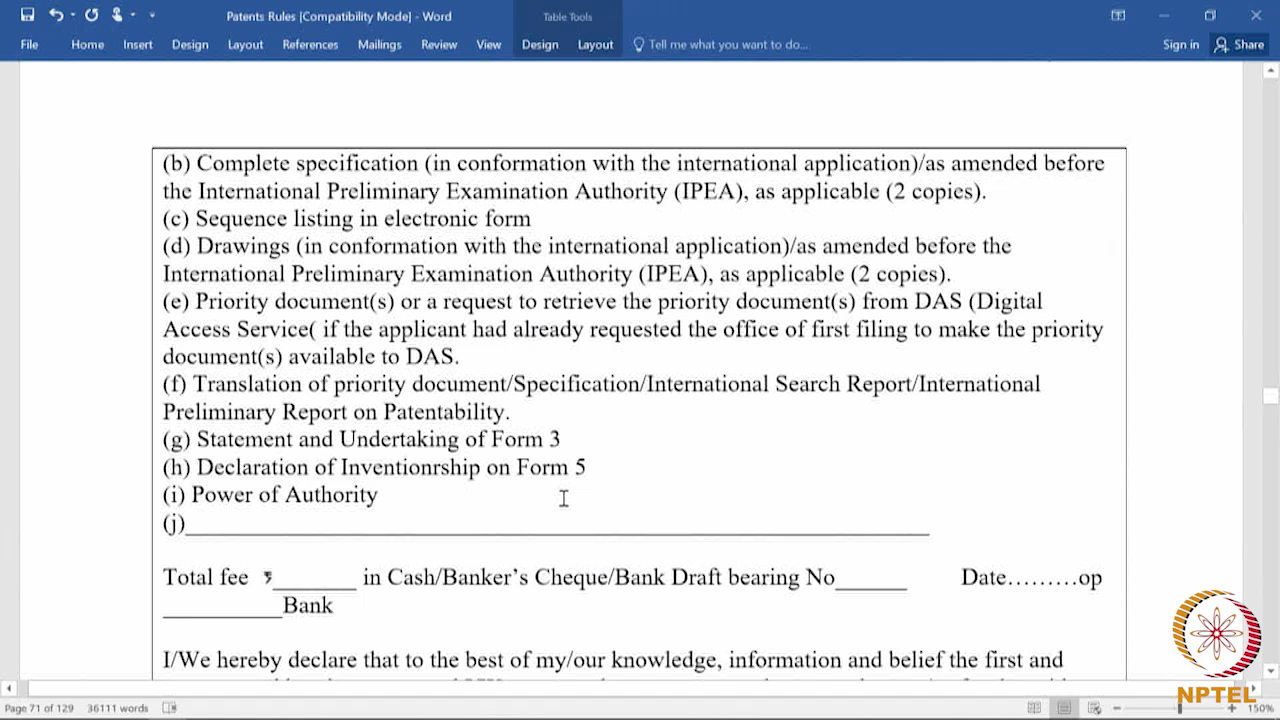 Patents Rules [Compatibility Mode] - Word
Table Tools
File Home Insert Design Layout References Mailings Review View Design Layout Tell me what you want to do... Sign in Share
(b) Complete specification (in conformation with the international application)/as amended before
the International Preliminary Examination Authority (IPEA), as applicable (2 copies).
(c) Sequence listing in electronic form
(d) Drawings (in conformation with the international application)/as amended before the
International Preliminary Examination Authority (IPEA), as applicable (2 copies).
(e) Priority document(s) or a request to retrieve the priority document(s) from DAS (Digital
Access Service( if the applicant had already requested the office of first filing to make the priority
document(s) available to DAS.
(f) Translation of priority document/Specification/International Search Report/International
Preliminary Report on Patentability.
(g) Statement and Undertaking of Form 3
(h) Declaration of Inventionrship on Form 5
(i) Power of Authority
(j)______________________________
Total fee ₹_______ in Cash/Banker's Cheque/Bank Draft bearing No______ Date.........op
__________Bank
I/We hereby declare that to the best of my/our knowledge, information and belief the first and
NPTEL
Page 71 of 129 36111 words 150%